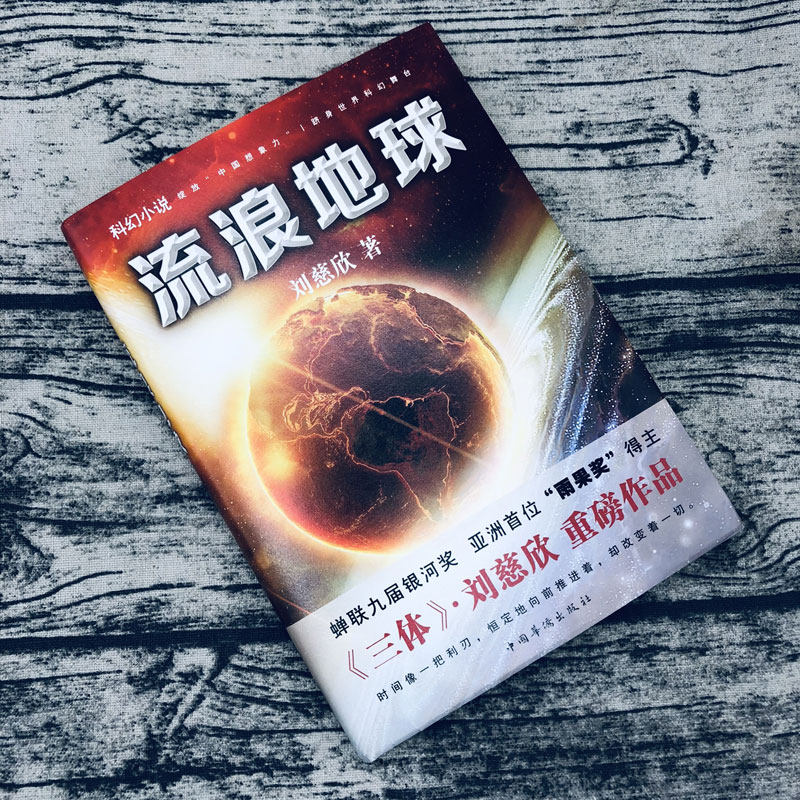 科幻小说 绽放“中国想象力”|跻身世界科幻舞台
流浪地球
刘慈欣 著
蝉联九届银河奖 亚洲首位“雨果奖”得主
《三体》·刘慈欣 重磅作品
时间像一把利刃，恒定地向前推进着，却改变着一切。
中国华侨出版社